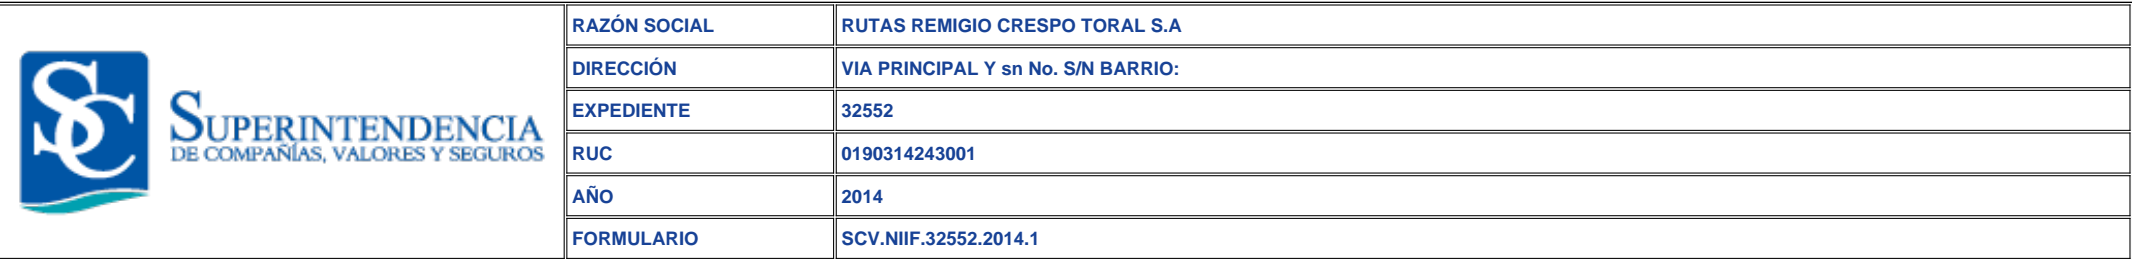 SC
SUPERINTENDENCIA
DE COMPAÑÍAS, VALORES Y SEGUROS
RAZÓN SOCIAL RUTAS REMIGIO CRESPO TORAL S.A
DIRECCIÓN VIA PRINCIPAL Y sn No. S/N BARRIO:
EXPEDIENTE 32552
RUC 0190314243001
AÑO 2014
FORMULARIO SCV.NIIF.32552.2014.1